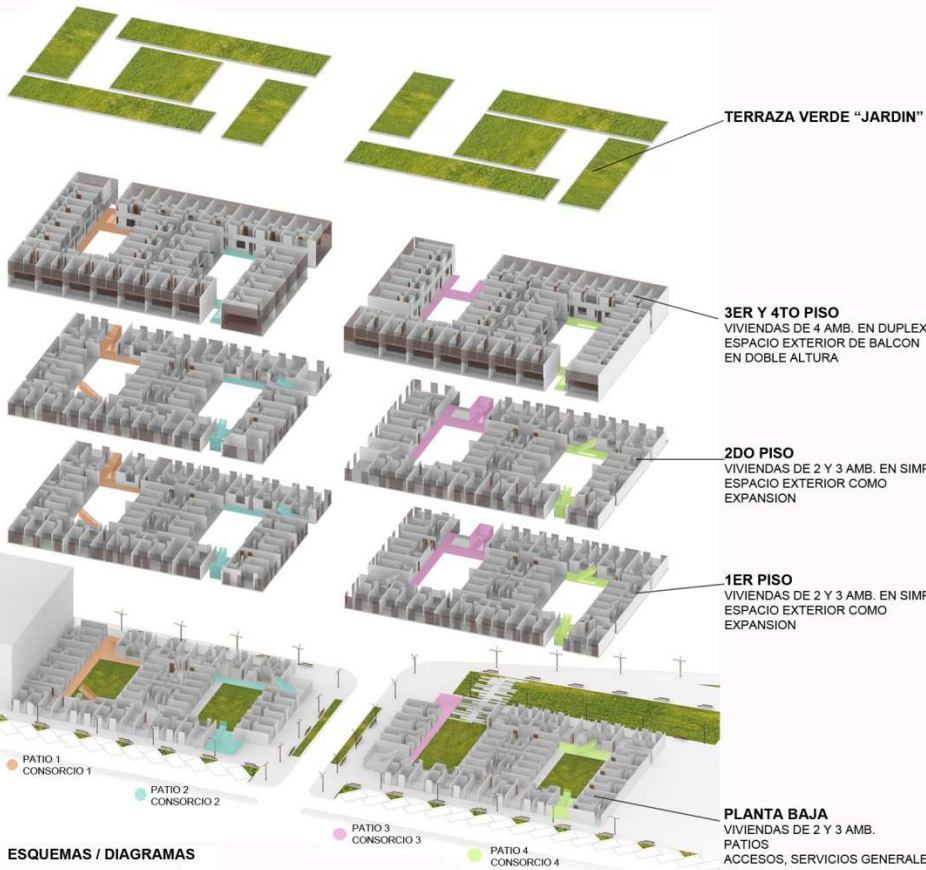 TERRAZA VERDE “JARDIN”
3ER Y 4TO PISO
VIVIENDAS DE 4 AMB. EN DUPLEX
ESPACIO EXTERIOR DE BALCON
EN DOBLE ALTURA
2DO PISO
VIVIENDAS DE 2 Y 3 AMB. EN
ESPACIO EXTERIOR COMO
EXPANSION
1ER PISO
VIVIENDAS DE 2 Y 3 AMB. EN
ESPACIO EXTERIOR COMO
EXPANSION
PATIO 1
CONSORCIO 1
PATIO 2
CONSORCIO 2
PATIO 3
CONSORCIO 3
PATIO 4
CONSORCIO 4
PLANTA BAJA
VIVIENDAS DE 2 Y 3 AMB.
PATIOS
ACCESOS, SERVICIOS GENERALE
ESQUEMAS / DIAGRAMAS